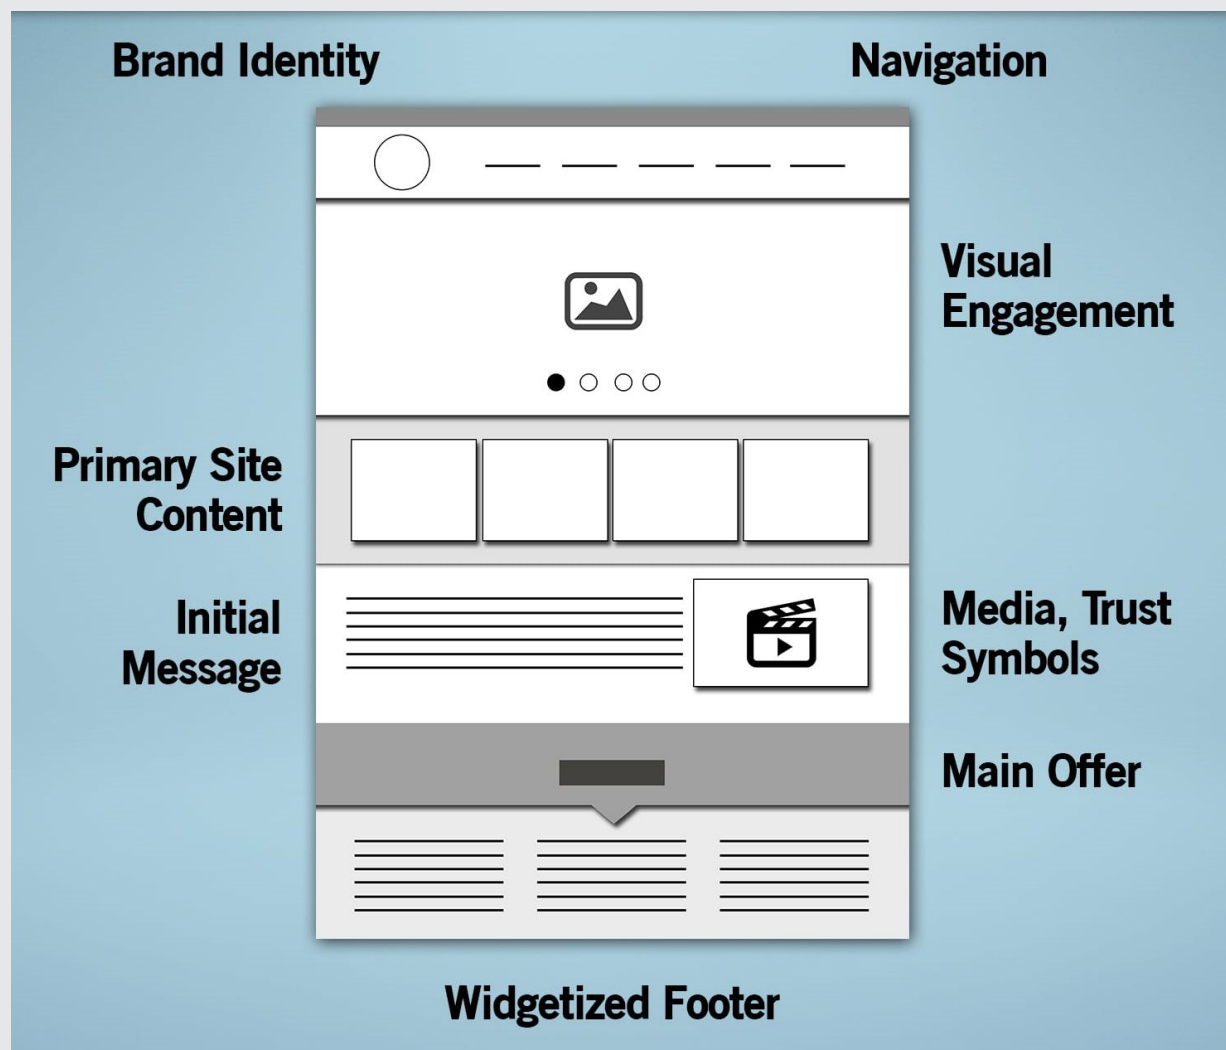 Brand Identity
Navigation
Visual
Engagement
Primary Site
Content
Initial
Message
Media, Trust
Symbols
Main Offer
Widgetized Footer